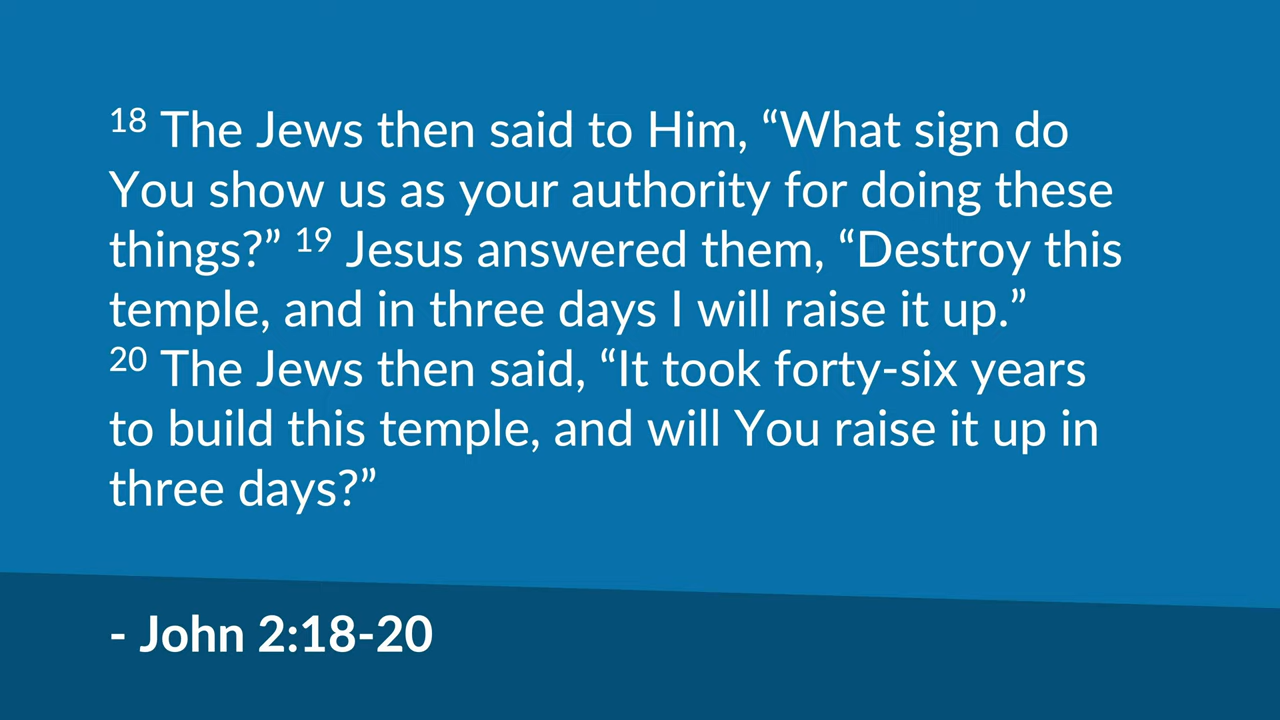 18 The Jews then said to Him, “What sign do
You show us as your authority for doing these
things?” 19 Jesus answered them, “Destroy this
temple, and in three days I will raise it up.”
20 The Jews then said, “It took forty-six years
to build this temple, and will You raise it up in
three days?”
- John 2:18-20